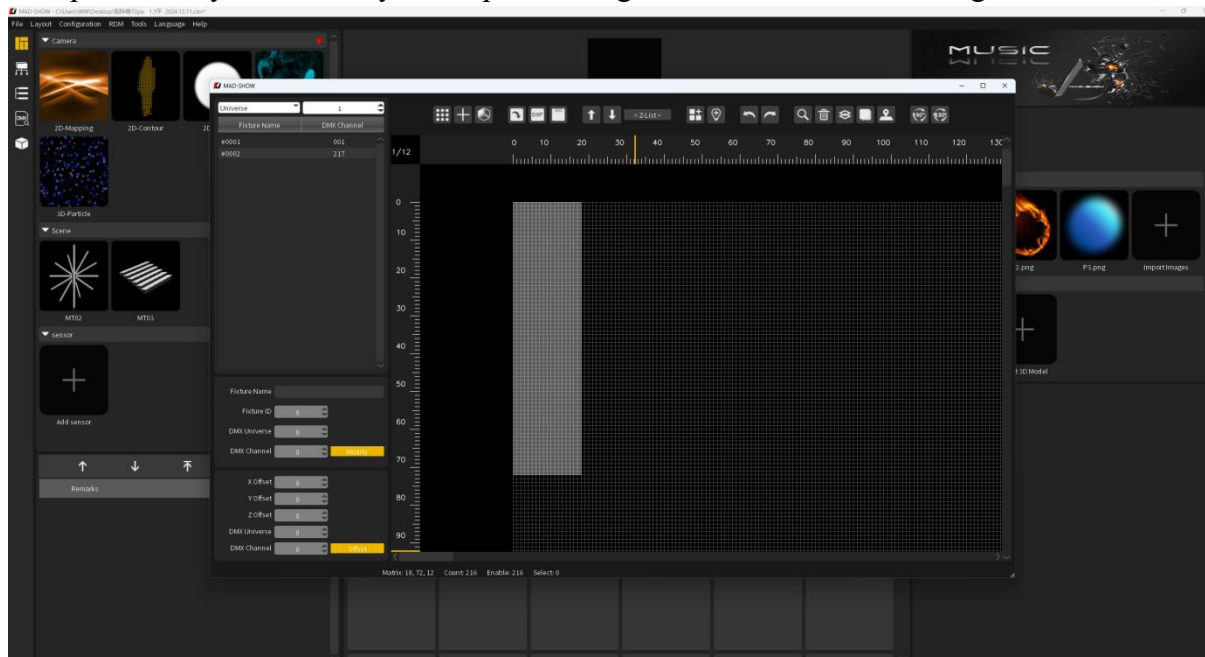 MAD-SHOW
File Layout Configuration RDM Tools Language Help
Camera
2D-Mapping 2D-Contour
3D-Particle
Scene
MT02 MT03
sensor
Add sensor
Remarks
MAD-SHOW
Universe 1
Fixture Name DMX Channel
#0001 001
#0002 217
Fixture Name
Fixture ID 0
DMX Universe 0
DMX Channel 0 Modify
X Offset 0
Y Offset 0
Z Offset 0
DMX Universe 0
DMX Channel 0 Offset
DXF
<ZList>
1/12
0 10 20 30 40 50 60 70 80 90 100 110 120 130
0
10
20
30
40
50
60
70
80
90
Matrix: 18, 72, 12 Count: 216 Enable: 216 Select: 0
MUSIC
2.png P3.png Import Images
3D Model